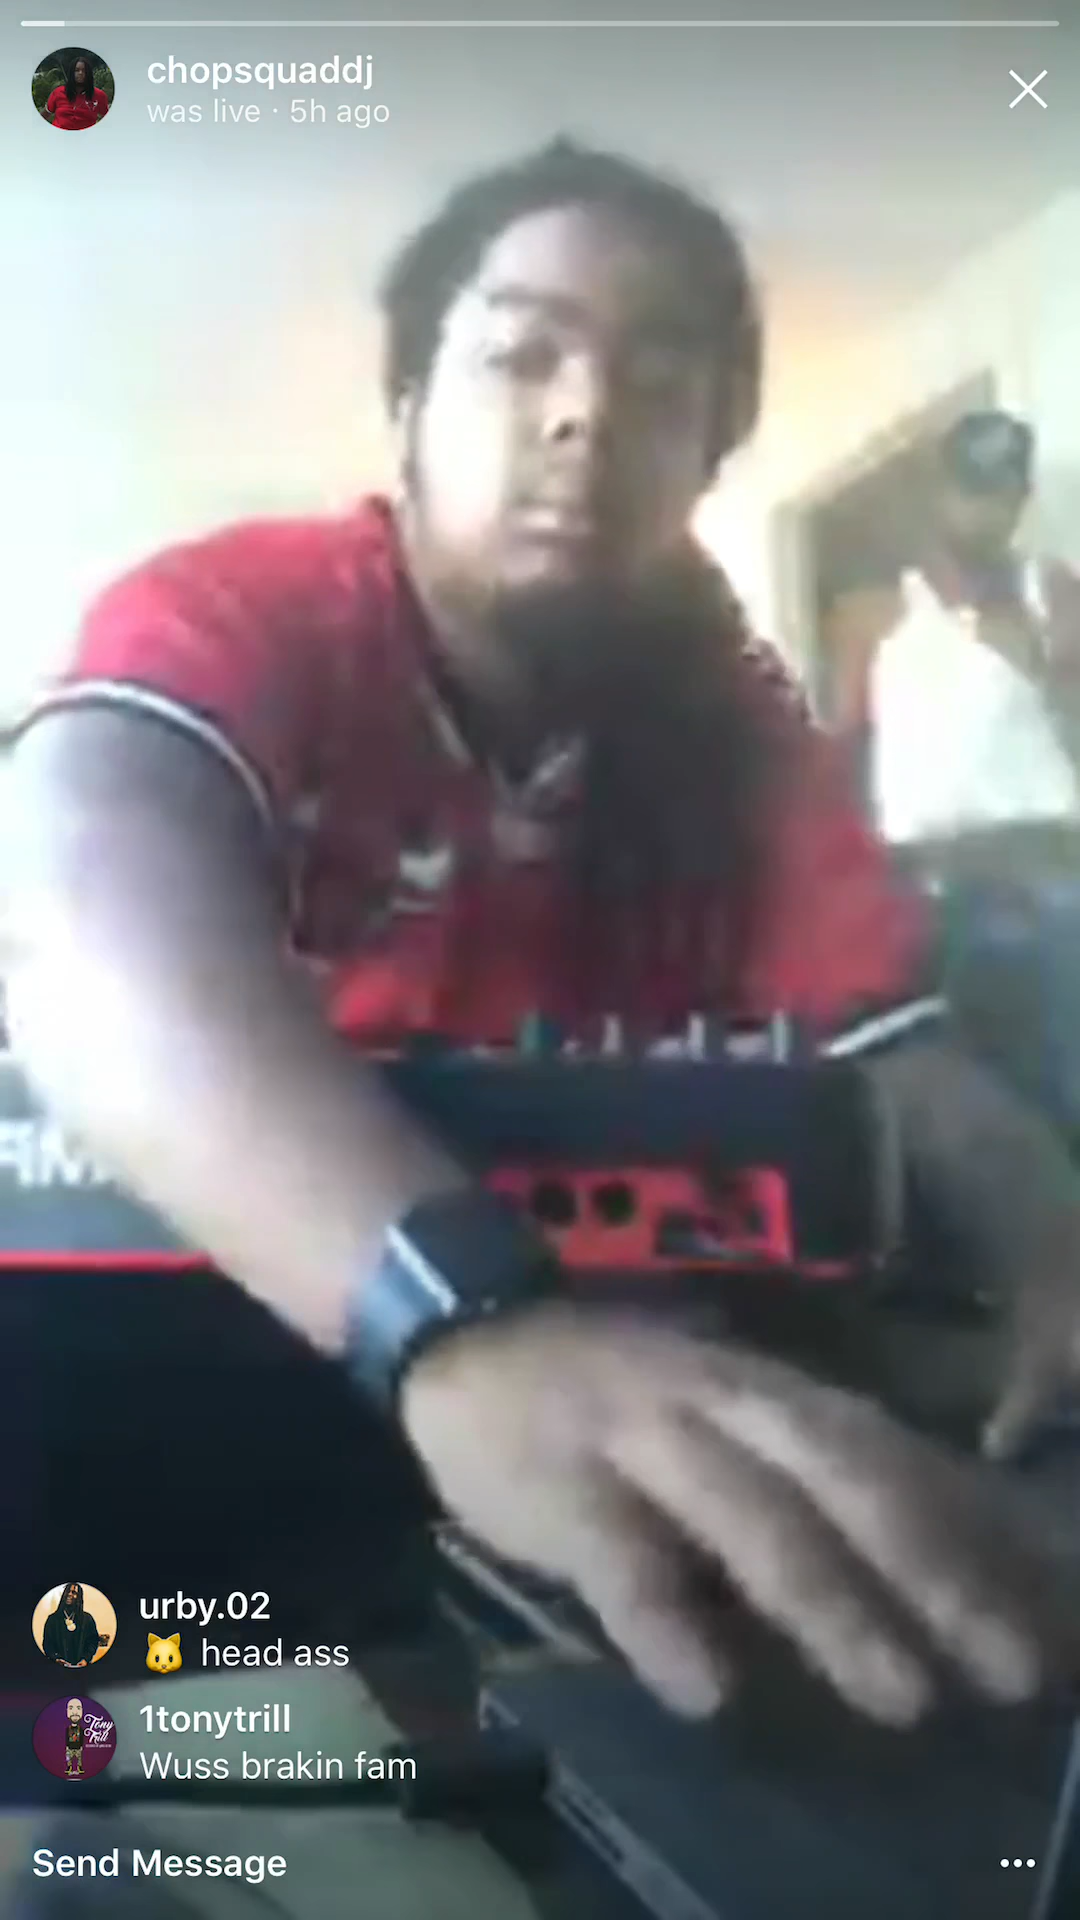 chopsquaddj
was live · 5h ago
urby.02
🐱 head ass
1tonytrill
Wuss brakin fam
Send Message